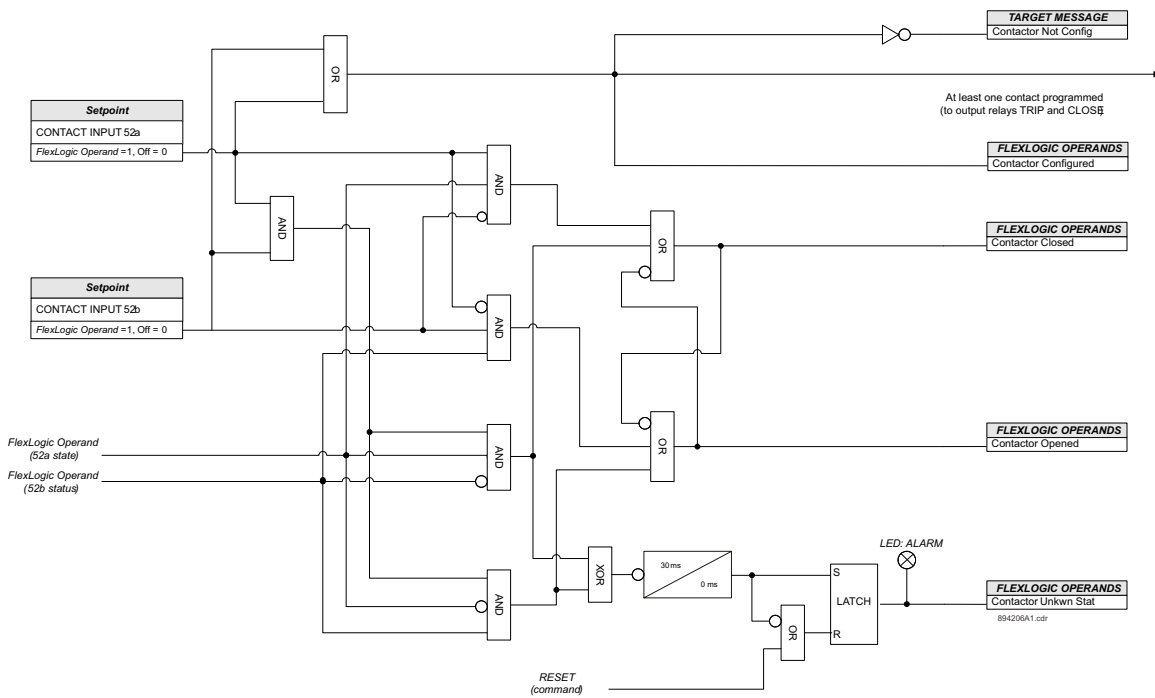 TARGET MESSAGE
Contactor Not Config
OR
At least one contact programmed
(to output relays TRIP and CLOSE)
Setpoint
CONTACT INPUT 52a
FlexLogic Operand =1, Off = 0
FLEXLOGIC OPERANDS
Contactor Configured
AND
AND
OR
FLEXLOGIC OPERANDS
Contactor Closed
Setpoint
CONTACT INPUT 52b
FlexLogic Operand =1, Off = 0
AND
FlexLogic Operand
(52a state)
FlexLogic Operand
(52b status)
AND
OR
FLEXLOGIC OPERANDS
Contactor Opened
AND
XOR
30 ms
0 ms
LED: ALARM
S
LATCH
R
OR
FLEXLOGIC OPERANDS
Contactor Unkwn Stat
894206A1.cdr
RESET
(command)